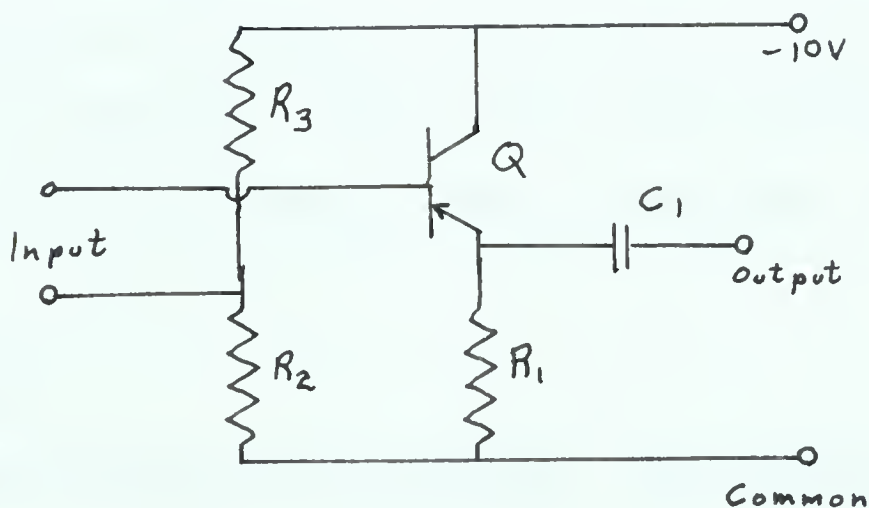 -10V
R3
Q
C1
Input
Output
R2
R1
Common